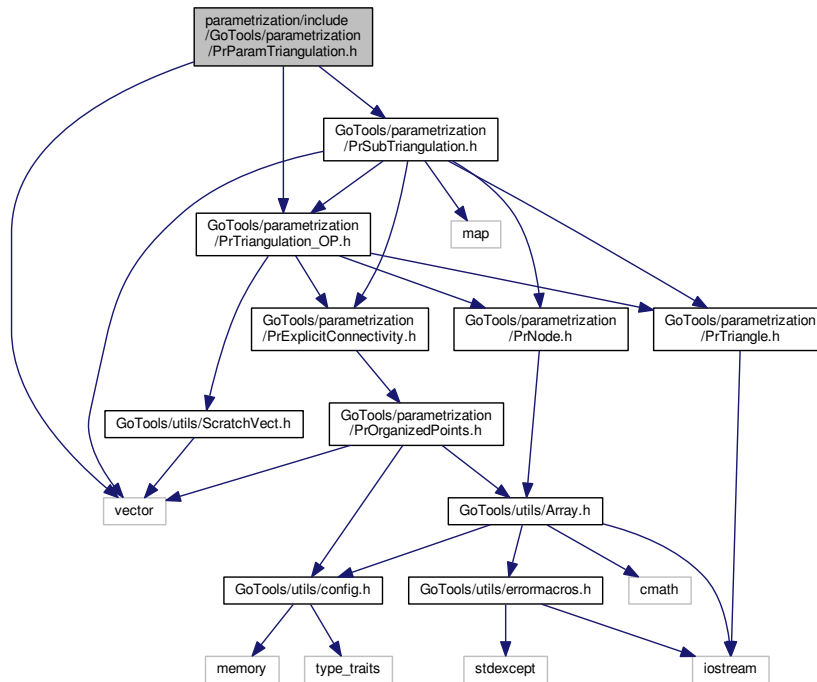 parametrization/include
/GoTools/parametrization
/PrParamTriangulation.h
GoTools/parametrization
/PrSubTriangulation.h
GoTools/parametrization
/PrTriangulation_OP.h
map
GoTools/parametrization
/PrExplicitConnectivity.h
GoTools/parametrization
/PrNode.h
GoTools/parametrization
/PrTriangle.h
GoTools/utils/ScratchVect.h
GoTools/parametrization
/PrOrganizedPoints.h
vector
GoTools/utils/Array.h
GoTools/utils/config.h
GoTools/utils/errormacros.h
cmath
memory
type_traits
stdexcept
iostream